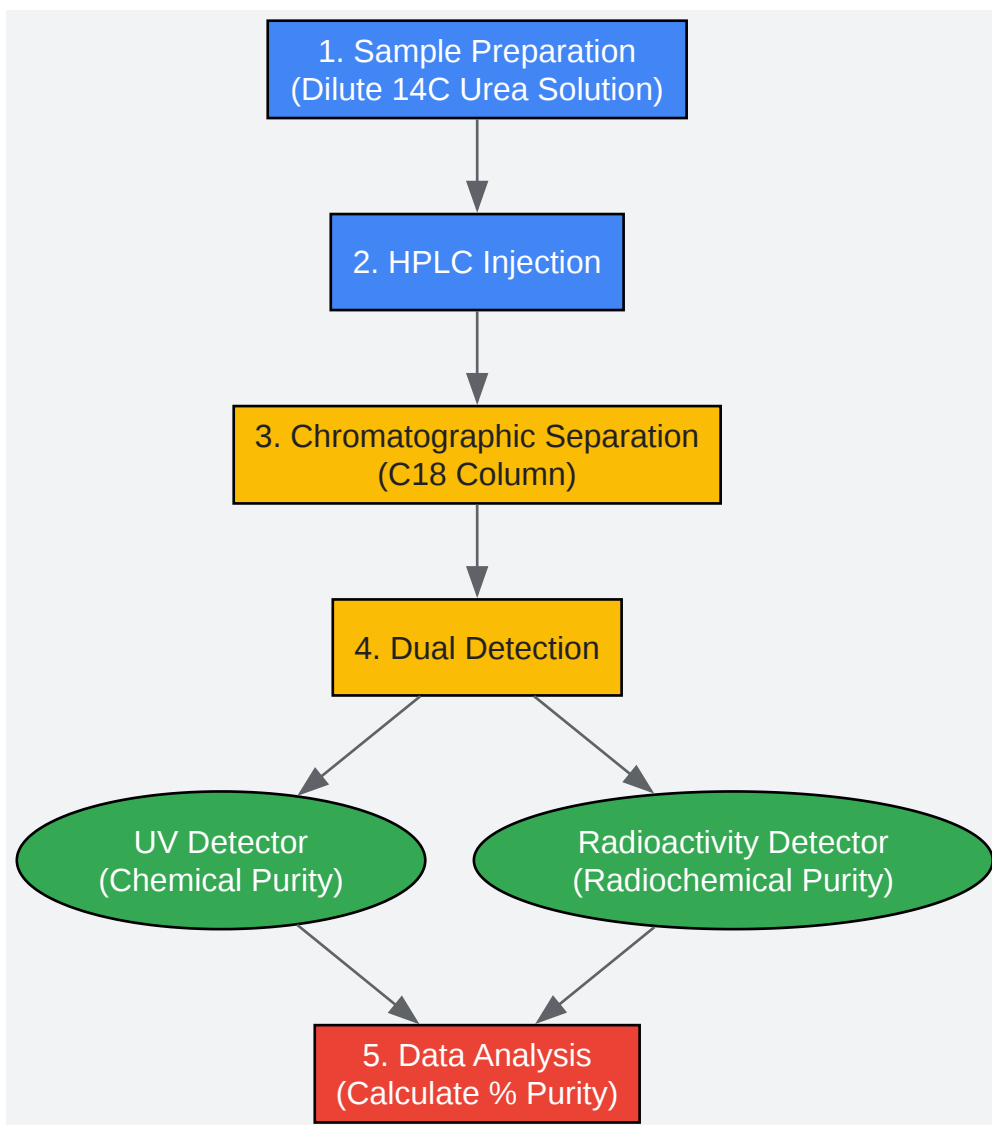 1. Sample Preparation
(Dilute 14C Urea Solution)
2. HPLC Injection
3. Chromatographic Separation
(C18 Column)
4. Dual Detection
UV Detector
(Chemical Purity)
Radioactivity Detector
(Radiochemical Purity)
5. Data Analysis
(Calculate % Purity)